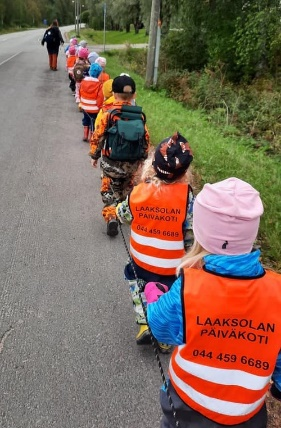 LAAKSOLAN
PÄIVÄKOTI
044 459 6689
LAAKSOLAN
PÄIVÄKOTI
044 459 6689